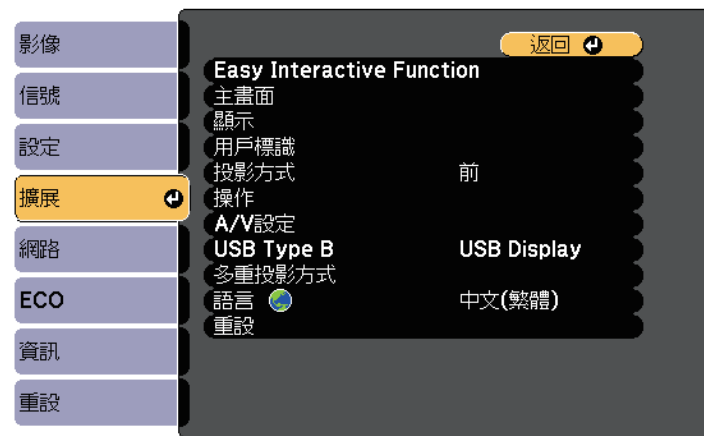 影像
信號
設定
擴展
網路
ECO
資訊
重設
返回
Easy Interactive Function
主畫面
顯示
用戶標識
投影方式 前
操作
A/V設定
USB Type B USB Display
多重投影方式
語言 中文(繁體)
重設